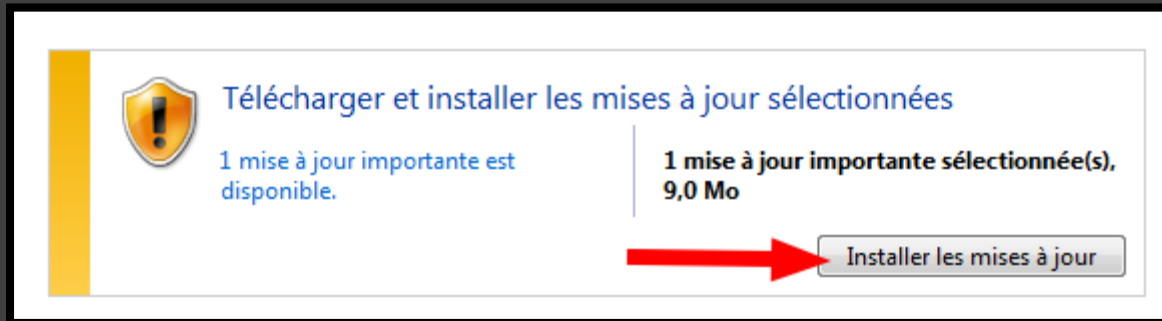 Télécharger et installer les mises à jour sélectionnées
1 mise à jour importante est
disponible.
1 mise à jour importante sélectionnée(s),
9,0 Mo
Installer les mises à jour